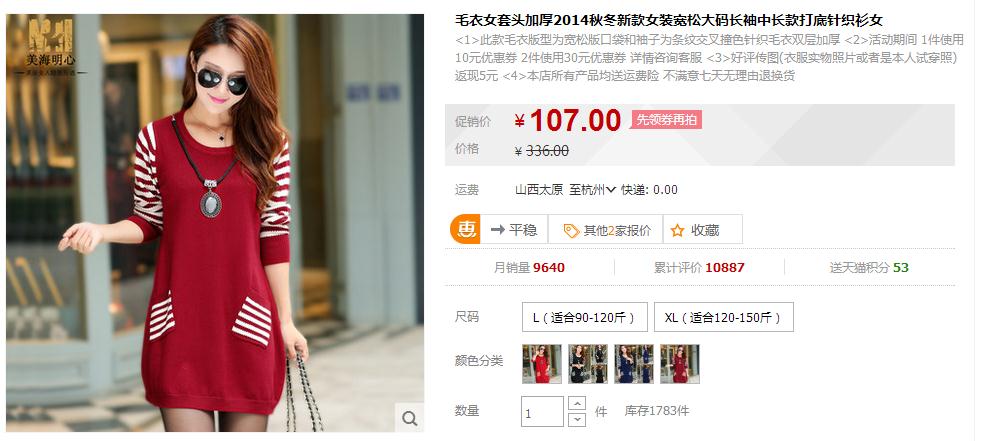 美海明心
毛衣女套头加厚2014秋冬新款女装宽松大码长袖中长款打底针织衫女
<1>此款毛衣版型为宽松版口袋和袖子为条纹交叉撞色针织毛衣双层加厚 <2>活动期间 1件使用
10元优惠券 2件使用30元优惠券 详情咨询客服 <3>好评传图(衣服实物照片或者是本人试穿照)
返现5元 <4>本店所有产品均送运费险 不满意七天无理由退换货
促销价 ¥ 107.00 先领券再拍
价格 ¥ 336.00
运费 山西太原 至杭州 快递: 0.00
惠 平稳 其他2家报价 收藏
月销量 9640 累计评价 10887 送天猫积分 53
尺码 L（适合90-120斤） XL（适合120-150斤）
颜色分类
数量 1 件 库存1783件